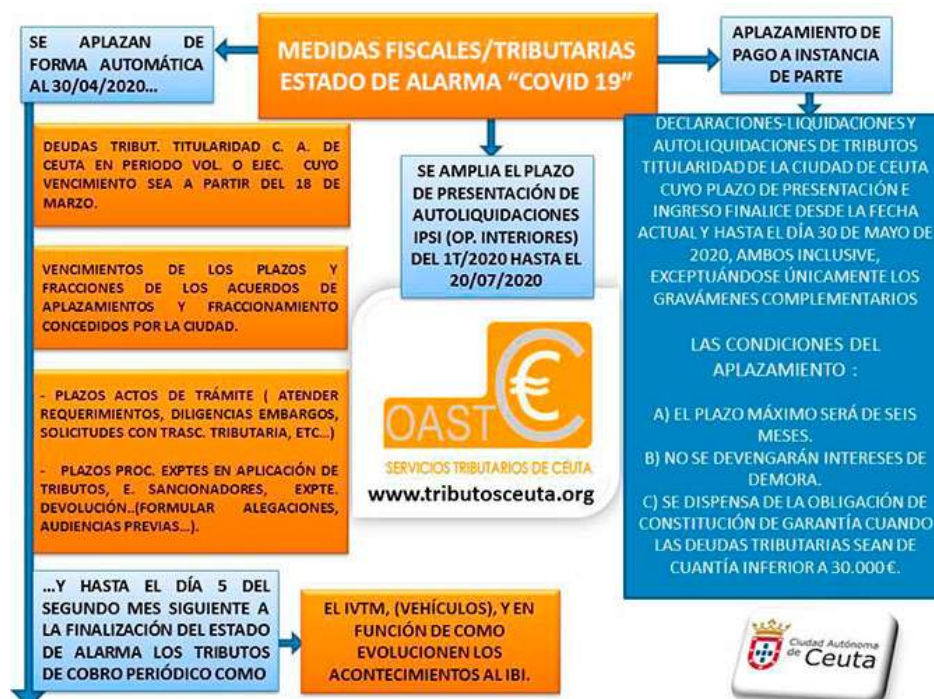 MEDIDAS FISCALES/TRIBUTARIAS
ESTADO DE ALARMA “COVID 19”
SE APLAZAN DE
FORMA AUTOMÁTICA
AL 30/04/2020...
DEUDAS TRIBUT. TITULARIDAD C. A. DE
CEUTA EN PERIODO VOL. O EJEC. CUYO
VENCIMIENTO SEA A PARTIR DEL 18 DE
MARZO.
VENCIMIENTOS DE LOS PLAZOS Y
FRACCIONES DE LOS ACUERDOS DE
APLAZAMIENTOS Y FRACCIONAMIENTO
CONCEDIDOS POR LA CIUDAD.
- PLAZOS ACTOS DE TRÁMITE ( ATENDER
REQUERIMIENTOS, DILIGENCIAS EMBARGOS,
SOLICITUDES CON TRASC. TRIBUTARIA, ETC...)
- PLAZOS PROC. EXPTES EN APLICACIÓN DE
TRIBUTOS, E. SANCIONADORES, EXPTE.
DEVOLUCIÓN..(FORMULAR ALEGACIONES,
AUDIENCIAS PREVIAS...).
...Y HASTA EL DÍA 5 DEL
SEGUNDO MES SIGUIENTE A
LA FINALIZACIÓN DEL ESTADO
DE ALARMA LOS TRIBUTOS
DE COBRO PERIÓDICO COMO
EL IVTM, (VEHÍCULOS), Y EN
FUNCIÓN DE COMO
EVOLUCIONEN LOS
ACONTECIMIENTOS AL IBI.
SE AMPLIA EL PLAZO
DE PRESENTACIÓN DE
AUTOLIQUIDACIONES
IPSI (OP. INTERIORES)
DEL 1T/2020 HASTA EL
20/07/2020
OAST €
SERVICIOS TRIBUTARIOS DE CEUTA
www.tributosceuta.org
APLAZAMIENTO DE
PAGO A INSTANCIA
DE PARTE
DECLARACIONES-LIQUIDACIONES Y
AUTOLIQUIDACIONES DE TRIBUTOS
TITULARIDAD DE LA CIUDAD DE CEUTA
CUYO PLAZO DE PRESENTACIÓN E
INGRESO FINALICE DESDE LA FECHA
ACTUAL Y HASTA EL DÍA 30 DE MAYO DE
2020, AMBOS INCLUSIVE,
EXCEPTUÁNDOSE ÚNICAMENTE LOS
GRAVÁMENES COMPLEMENTARIOS
LAS CONDICIONES DEL
APLAZAMIENTO :
A) EL PLAZO MÁXIMO SERÁ DE SEIS
MESES.
B) NO SE DEVENGARÁN INTERESES DE
DEMORA.
C) SE DISPENSA DE LA OBLIGACIÓN DE
CONSTITUCIÓN DE GARANTÍA CUANDO
LAS DEUDAS TRIBUTARIAS SEAN DE
CUANTÍA INFERIOR A 30.000 €.
Ciudad Autónoma
de Ceuta